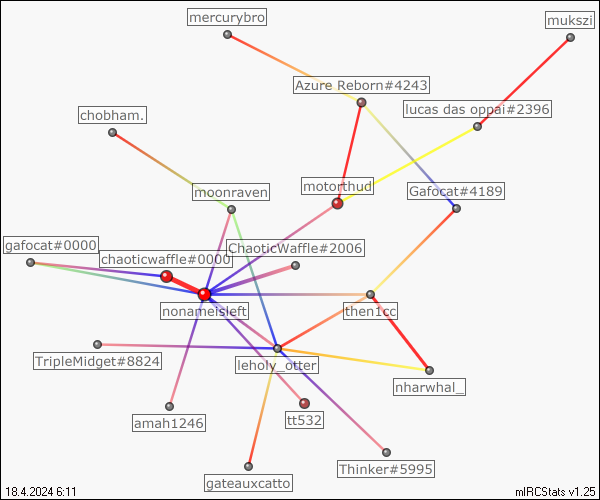 mercurybro
mukszi
Azure Reborn#4243
chobham.
lucas das oppai#2396
moonraven
motorthud
Gafocat#4189
gafocat#0000
chaoticwaffle#0000
ChaoticWaffle#2006
nonameisleft
then1cc
TripleMidget#8824
leholy_otter
nharwhal_
amah1246
tt532
gateauxcatto
Thinker#5995
18.4.2024 6:11
mIRCStats v1.25